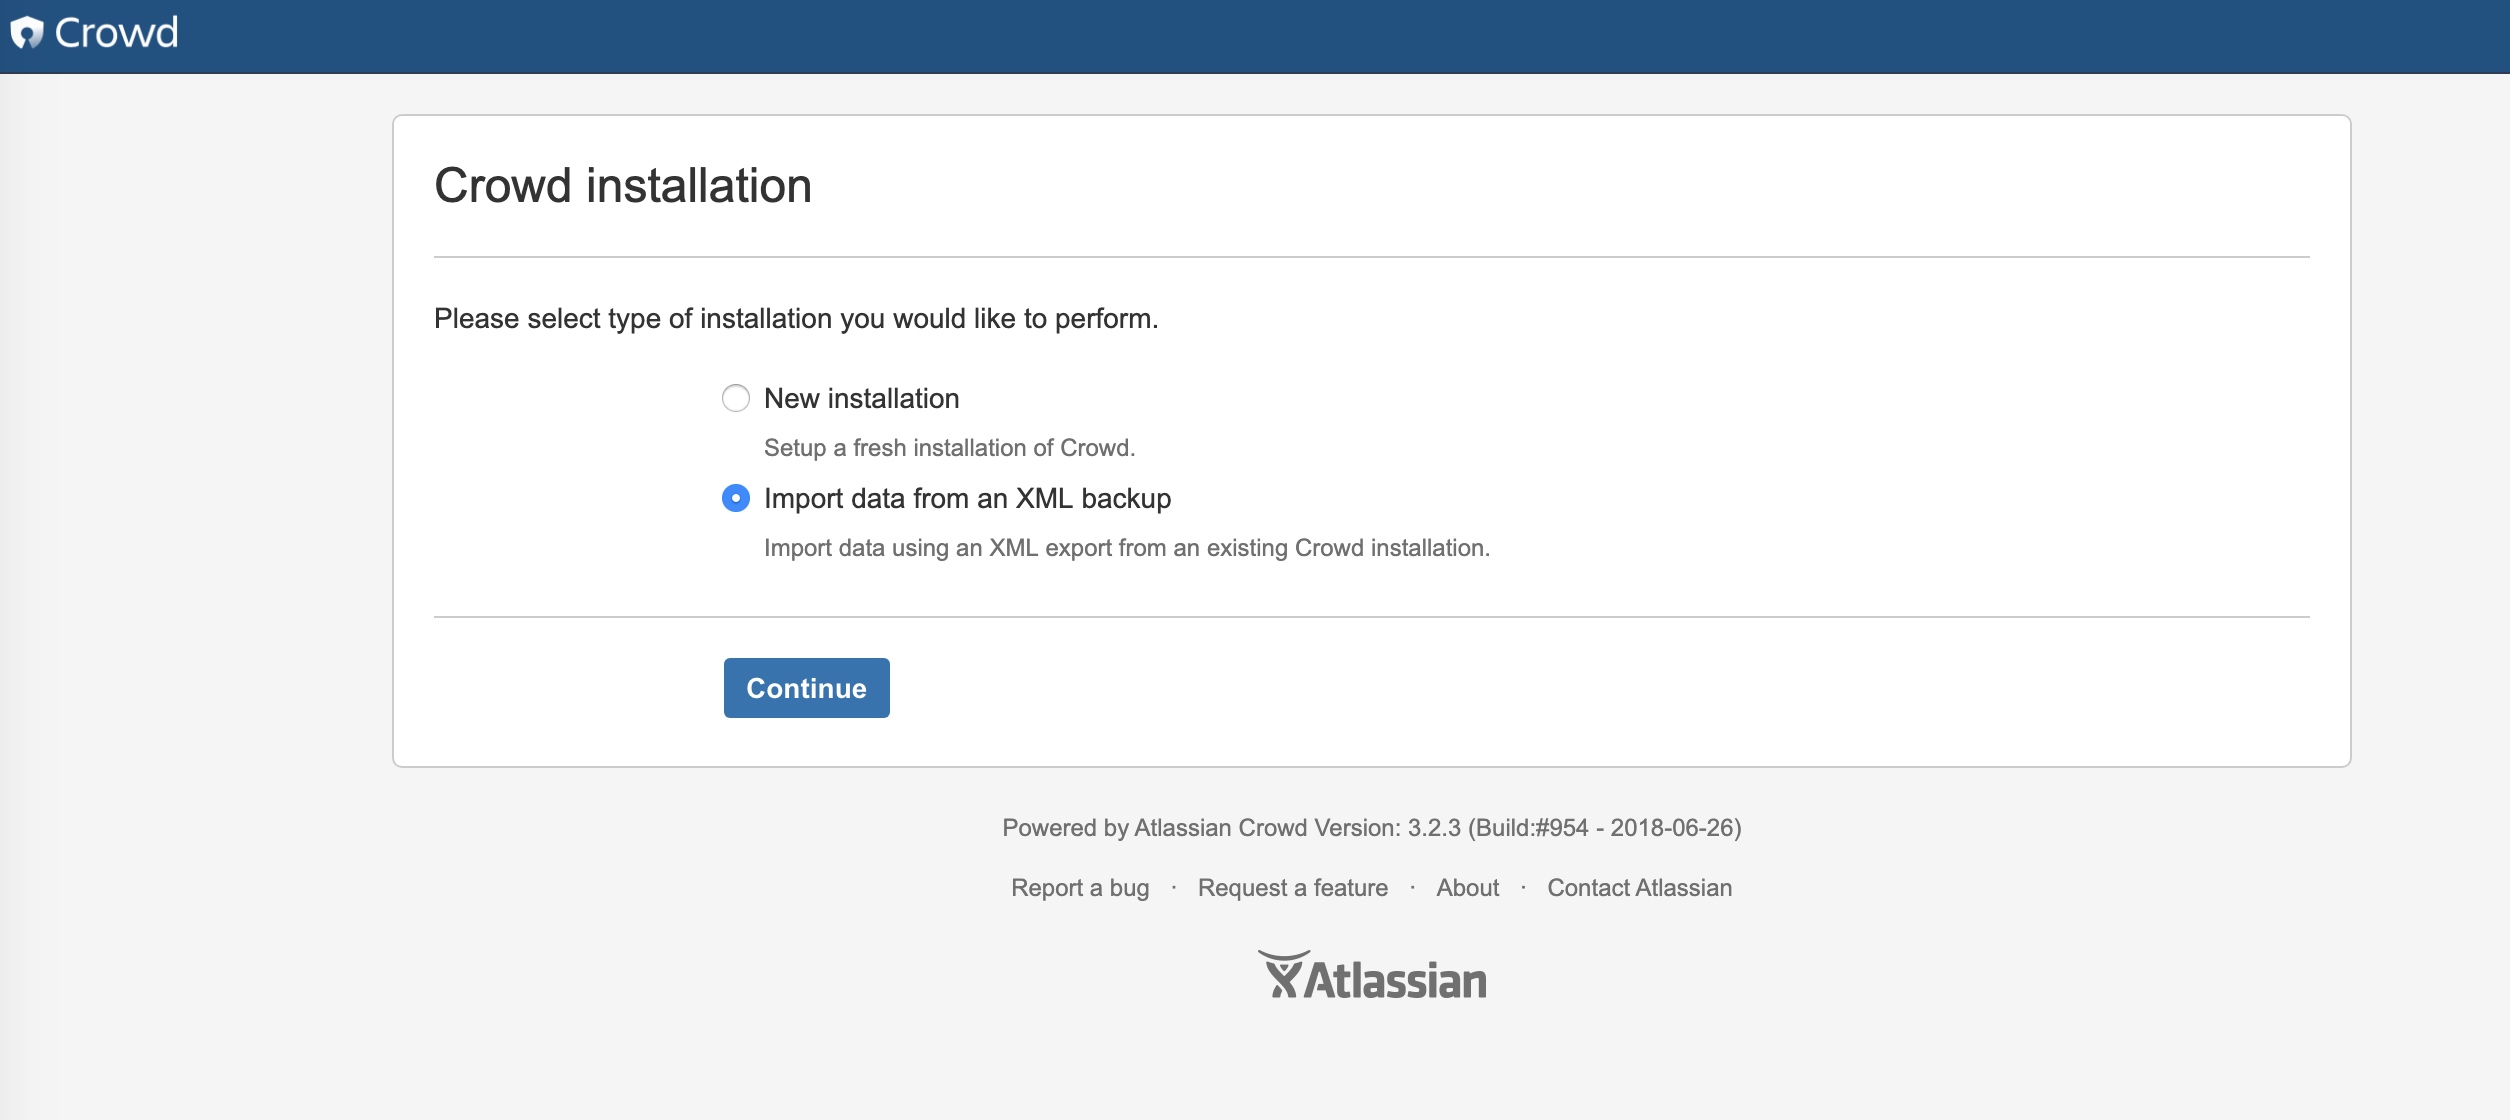 Crowd
Crowd installation
Please select type of installation you would like to perform.
New installation
Setup a fresh installation of Crowd.
Import data from an XML backup
Import data using an XML export from an existing Crowd installation.
Continue
Powered by Atlassian Crowd Version: 3.2.3 (Build:#954 - 2018-06-26)
Report a bug · Request a feature · About · Contact Atlassian
Atlassian